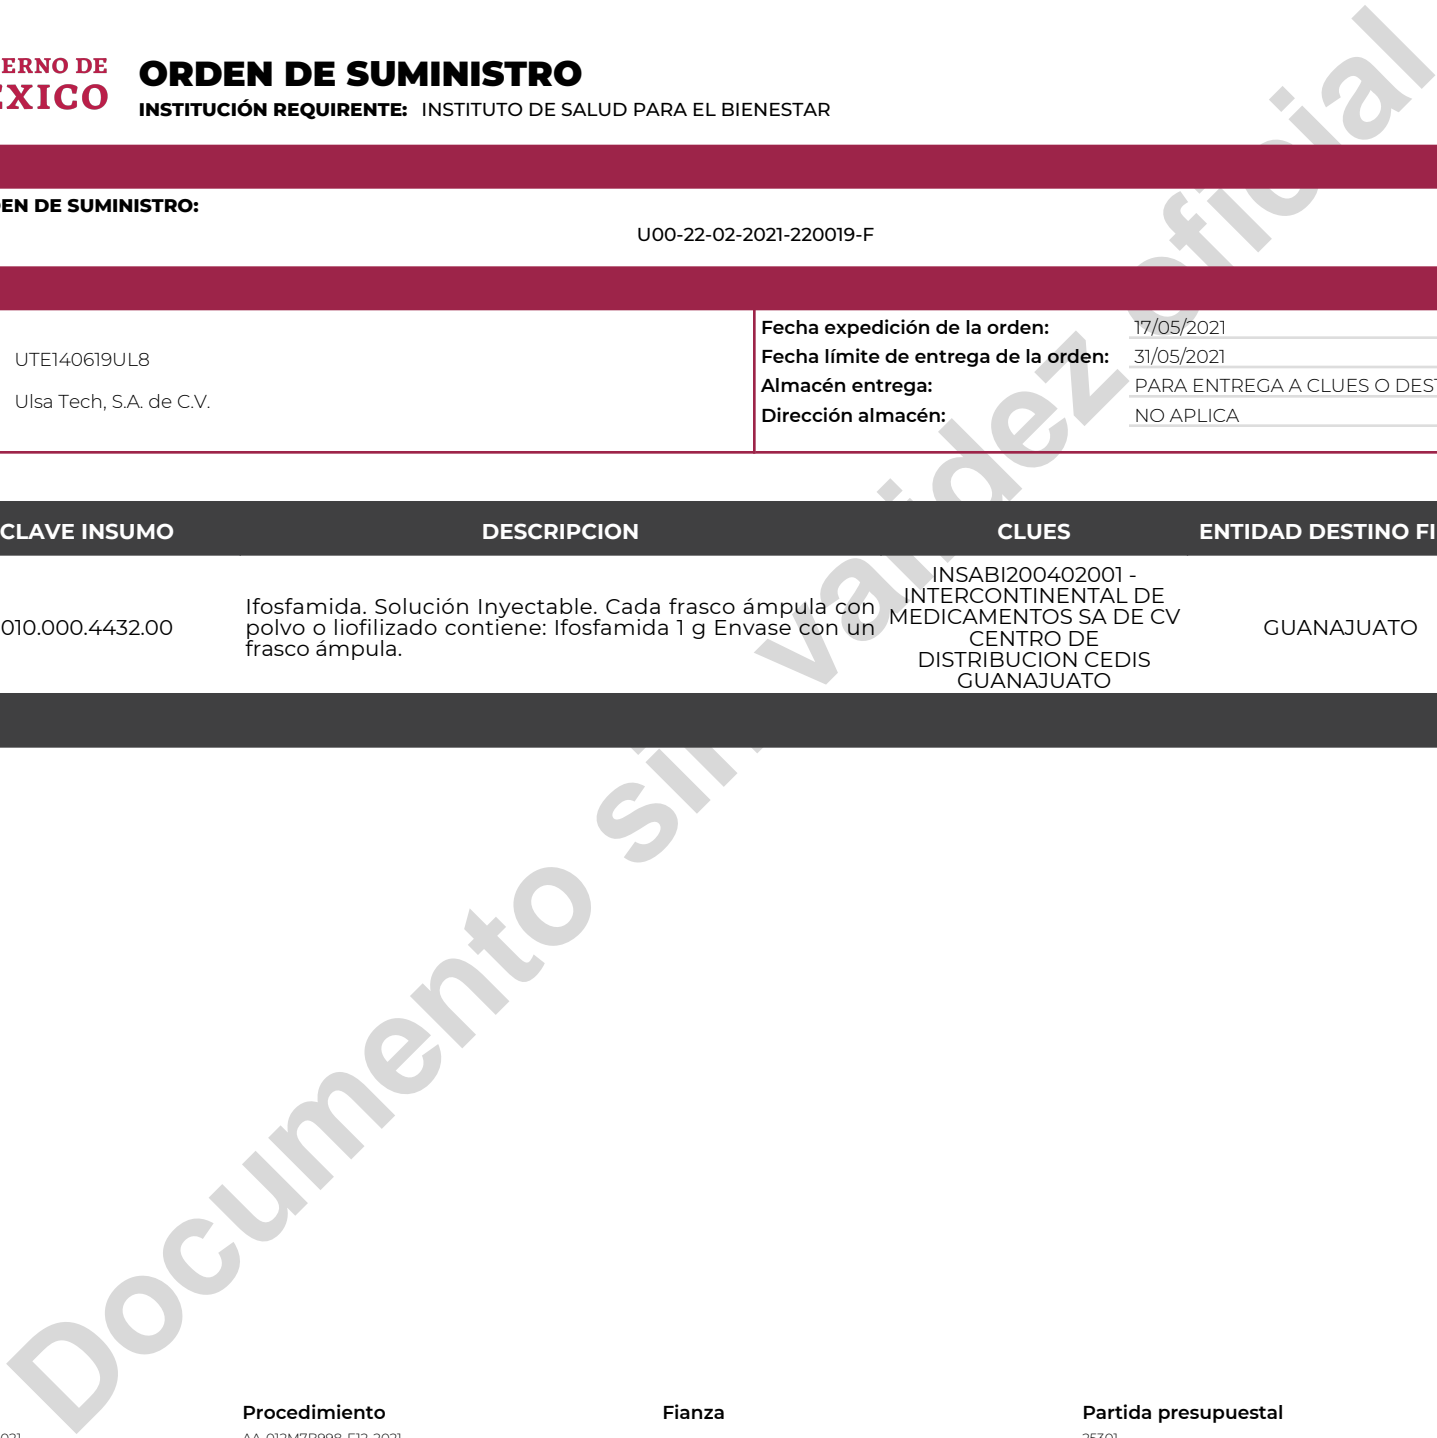 ERNO DE
ÉXICO
ORDEN DE SUMINISTRO
INSTITUCIÓN REQUIRENTE: INSTITUTO DE SALUD PARA EL BIENESTAR
EN DE SUMINISTRO:
U00-22-02-2021-220019-F
UTE140619UL8
Ulsa Tech, S.A. de C.V.
Fecha expedición de la orden: 17/05/2021
Fecha límite de entrega de la orden: 31/05/2021
Almacén entrega: PARA ENTREGA A CLUES O DEST
Dirección almacén: NO APLICA
CLAVE INSUMO DESCRIPCION CLUES ENTIDAD DESTINO FI
010.000.4432.00
Ifosfamida. Solución Inyectable. Cada frasco ámpula con
polvo o liofilizado contiene: Ifosfamida 1 g Envase con un
frasco ámpula.
INSABI200402001 -
INTERCONTINENTAL DE
MEDICAMENTOS SA DE CV
CENTRO DE
DISTRIBUCION CEDIS
GUANAJUATO
GUANAJUATO
Documento sin validez oficial
Procedimiento Fianza Partida presupuestal